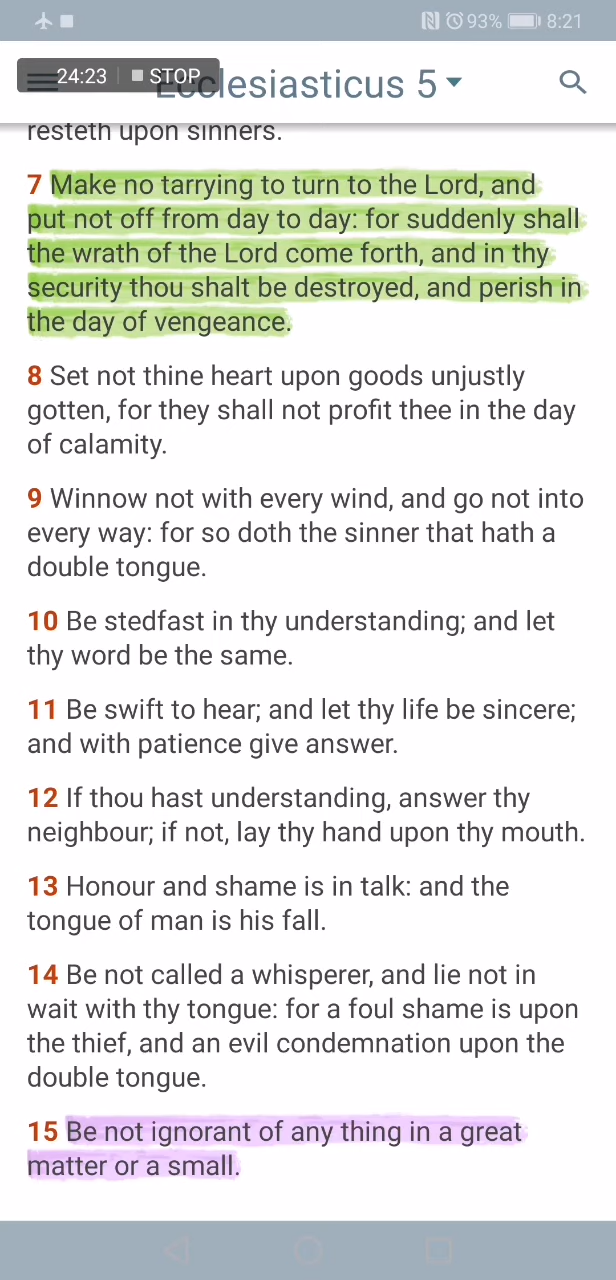 93% 8:21
24:23 STOP
Ecclesiasticus 5
resteth upon sinners.
7 Make no tarrying to turn to the Lord, and
put not off from day to day: for suddenly shall
the wrath of the Lord come forth, and in thy
security thou shalt be destroyed, and perish in
the day of vengeance.
8 Set not thine heart upon goods unjustly
gotten, for they shall not profit thee in the day
of calamity.
9 Winnow not with every wind, and go not into
every way: for so doth the sinner that hath a
double tongue.
10 Be stedfast in thy understanding; and let
thy word be the same.
11 Be swift to hear; and let thy life be sincere;
and with patience give answer.
12 If thou hast understanding, answer thy
neighbour; if not, lay thy hand upon thy mouth.
13 Honour and shame is in talk: and the
tongue of man is his fall.
14 Be not called a whisperer, and lie not in
wait with thy tongue: for a foul shame is upon
the thief, and an evil condemnation upon the
double tongue.
15 Be not ignorant of any thing in a great
matter or a small.